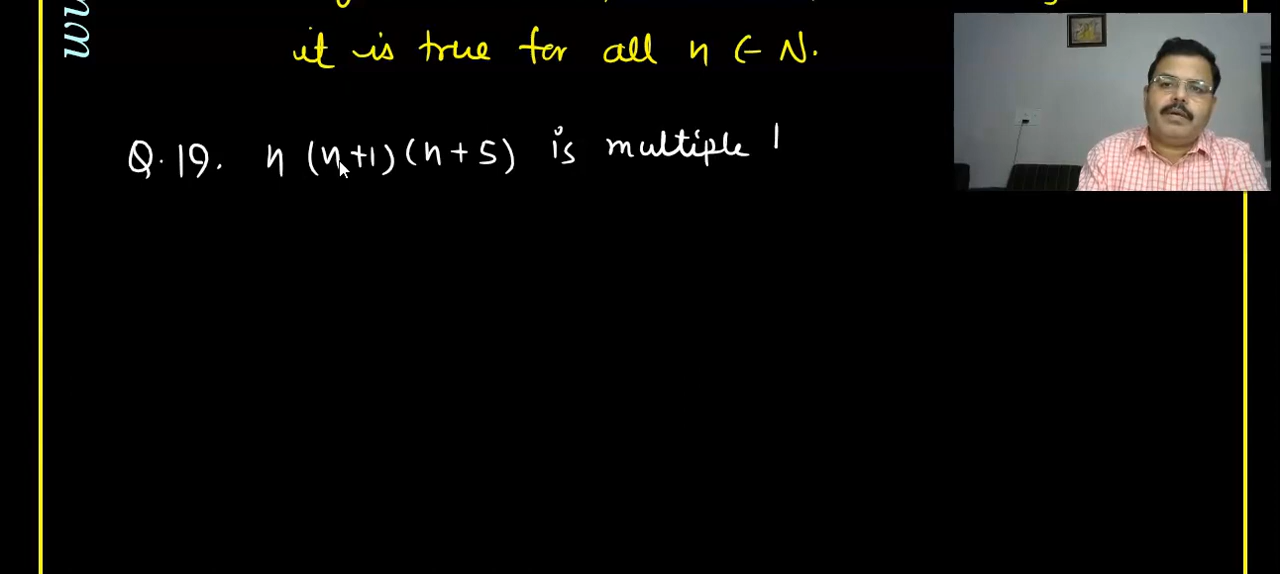 it is true for all n ∈ N.
Q.19. n (n+1)(n+5) is multiple